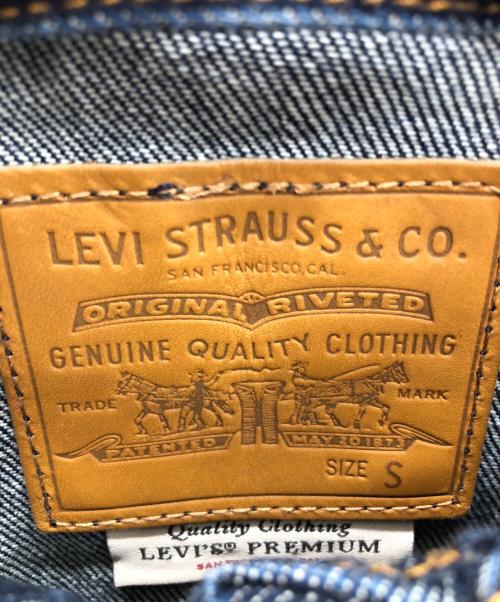 LEVI STRAUSS & CO.
SAN FRANCISCO, CAL.
ORIGINAL RIVETED
GENUINE QUALITY CLOTHING
TRADE MARK
PATENTED MAY 20 1873
SIZE S
Quality Clothing
LEVI'S® PREMIUM
SAN